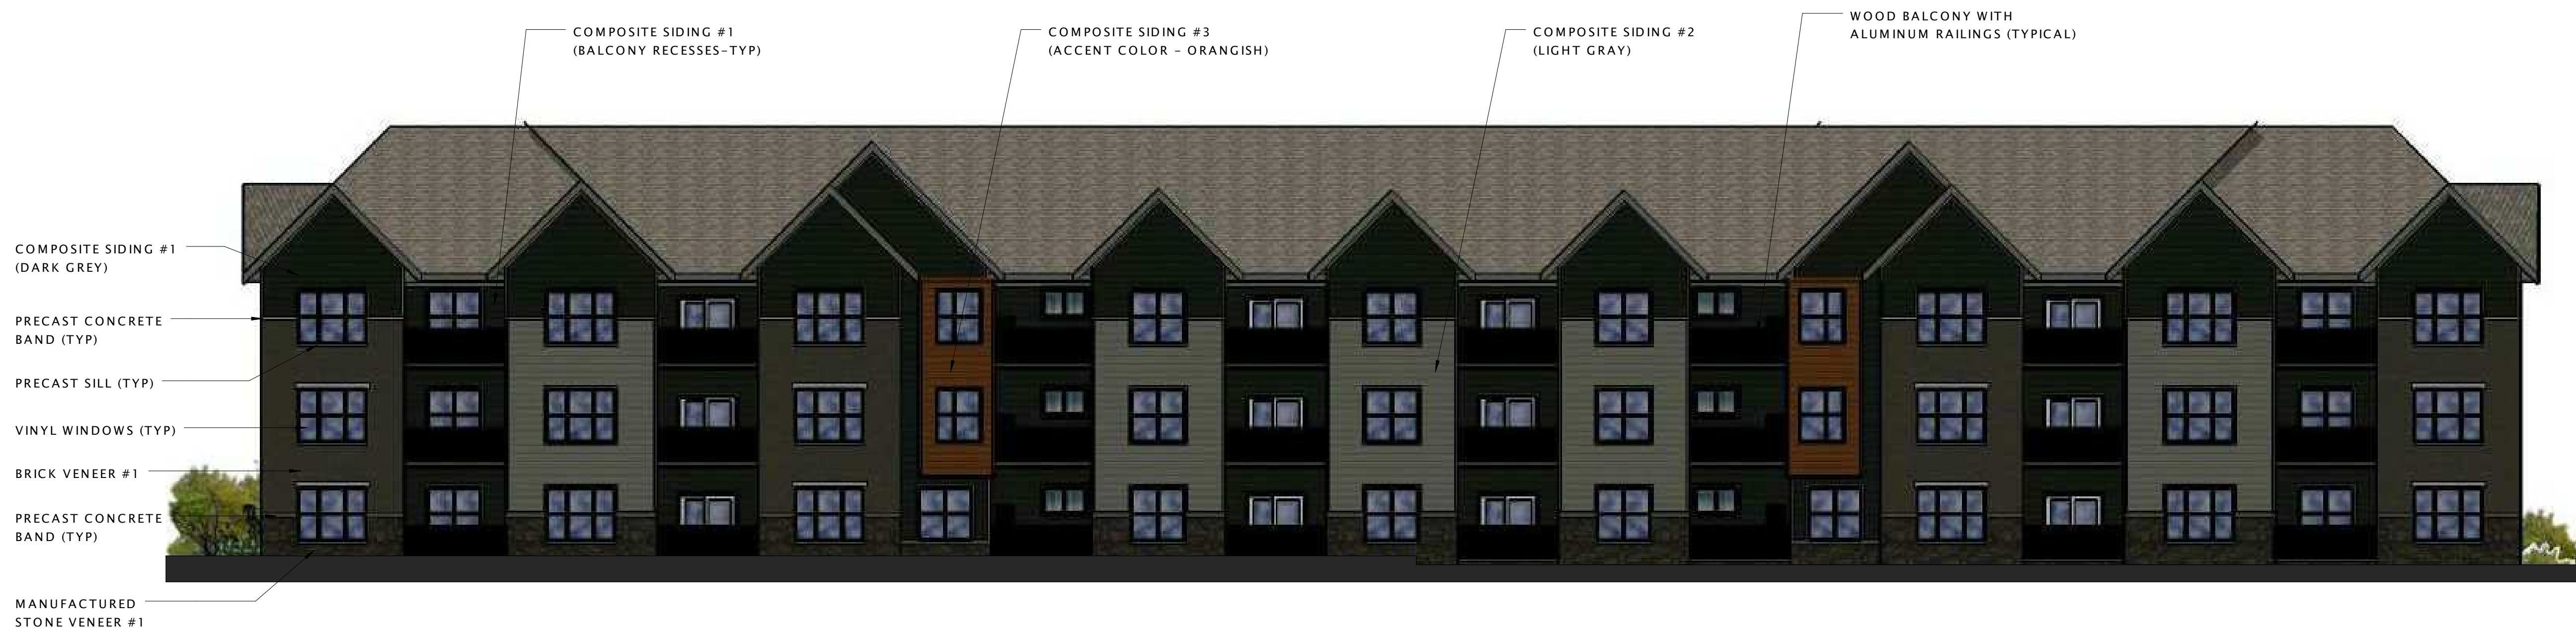 COMPOSITE SIDING #1
(BALCONY RECESSES-TYP)
COMPOSITE SIDING #3
(ACCENT COLOR - ORANGISH)
COMPOSITE SIDING #2
(LIGHT GRAY)
WOOD BALCONY WITH
ALUMINUM RAILINGS (TYPICAL)
COMPOSITE SIDING #1
(DARK GREY)
PRECAST CONCRETE
BAND (TYP)
PRECAST SILL (TYP)
VINYL WINDOWS (TYP)
BRICK VENEER #1
PRECAST CONCRETE
BAND (TYP)
MANUFACTURED
STONE VENEER #1